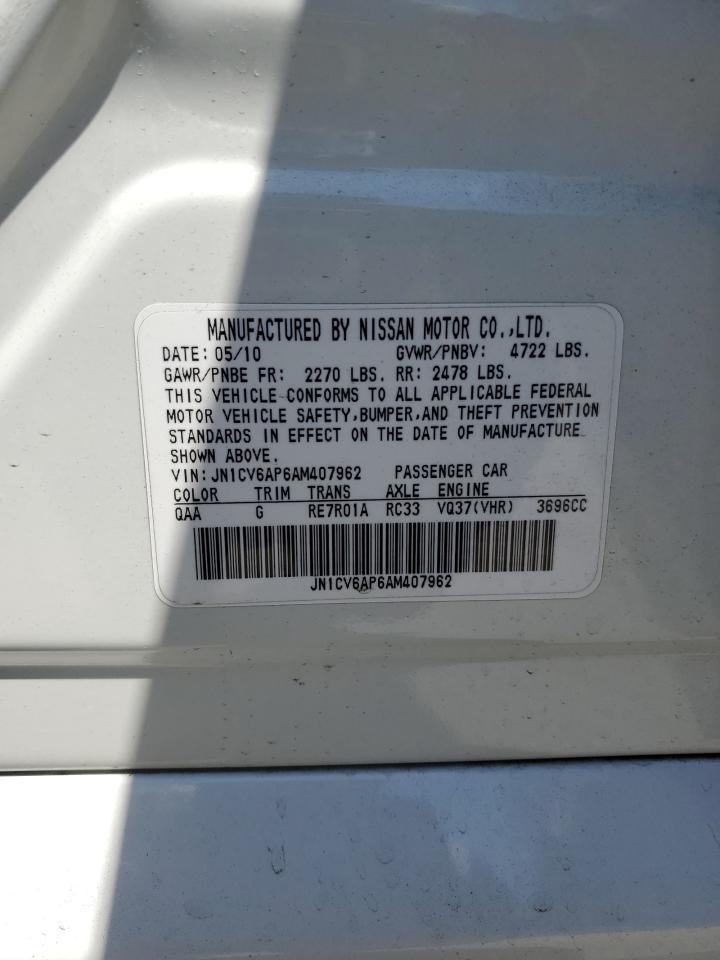 MANUFACTURED BY NISSAN MOTOR CO.,LTD.
DATE: 05/10 GVWR/PNBV: 4722 LBS.
GAWR/PNBE FR: 2270 LBS. RR: 2478 LBS.
THIS VEHICLE CONFORMS TO ALL APPLICABLE FEDERAL
MOTOR VEHICLE SAFETY,BUMPER,AND THEFT PREVENTION
STANDARDS IN EFFECT ON THE DATE OF MANUFACTURE
SHOWN ABOVE.
VIN: JN1CV6AP6AM407962 PASSENGER CAR
COLOR TRIM TRANS AXLE ENGINE
QAA G RE7R01A RC33 VQ37(VHR) 3696CC
JN1CV6AP6AM407962